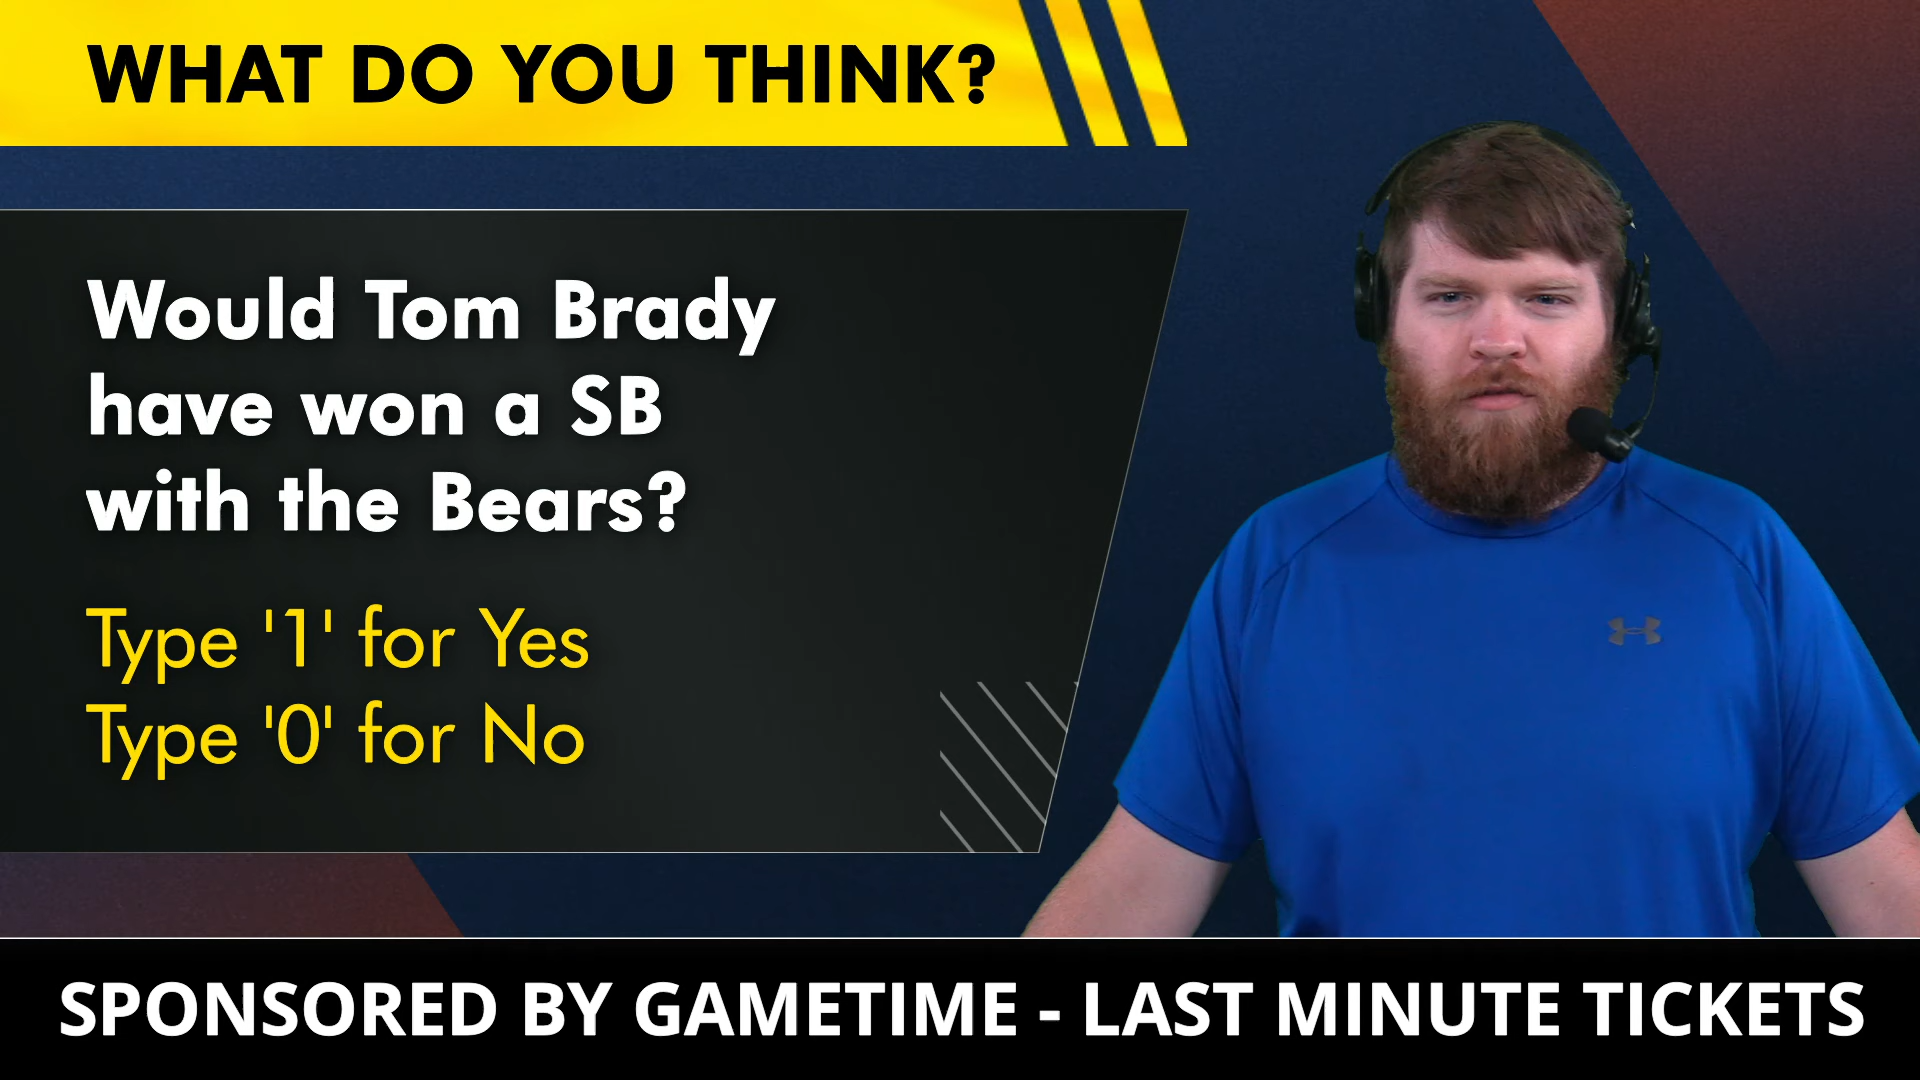 WHAT DO YOU THINK?
Would Tom Brady
have won a SB
with the Bears?
Type '1' for Yes
Type '0' for No
SPONSORED BY GAMETIME - LAST MINUTE TICKETS